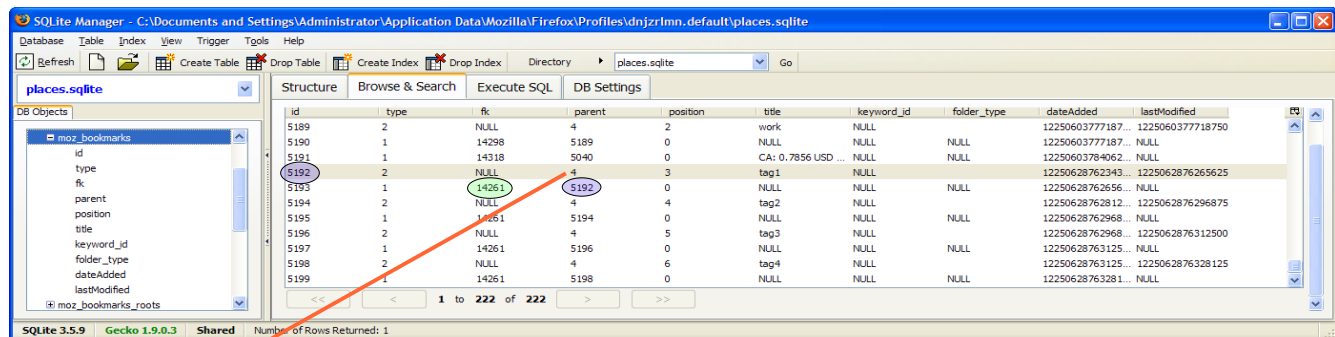 SQLite Manager - C:\Documents and Settings\Administrator\Application Data\Mozilla\Firefox\Profiles\dnjzrlmn.default\places.sqlite
Database Table Index View Trigger Tools Help
Refresh Create Table Drop Table Create Index Drop Index Directory places.sqlite Go
places.sqlite Structure Browse & Search Execute SQL DB Settings
DB Objects
moz_bookmarks
id
type
fk
parent
position
title
keyword_id
folder_type
dateAdded
lastModified
moz_bookmarks_roots
id type fk parent position title keyword_id folder_type dateAdded lastModified
5189 2 NULL 4 2 work NULL 12250603777187... 1225060377718750
5190 1 14298 5189 0 NULL NULL NULL 12250603777187... NULL
5191 1 14318 5040 0 CA: 0.7856 USD ... NULL NULL 12250603784062... NULL
5192 2 NULL 4 3 tag1 NULL 12250628762343... 1225062876265625
5193 1 14261 5192 0 NULL NULL NULL 12250628762656... NULL
5194 2 NULL 4 4 tag2 NULL 12250628762812... 1225062876296875
5195 1 14261 5194 0 NULL NULL NULL 12250628762968... NULL
5196 2 NULL 4 5 tag3 NULL 12250628762968... 1225062876312500
5197 1 14261 5196 0 NULL NULL NULL 12250628763125... NULL
5198 2 NULL 4 6 tag4 NULL 12250628763125... 1225062876328125
5199 1 14261 5198 0 NULL NULL NULL 12250628763281... NULL
<< < 1 to 222 of 222 > >>
SQLite 3.5.9 Gecko 1.9.0.3 Shared Number of Rows Returned: 1